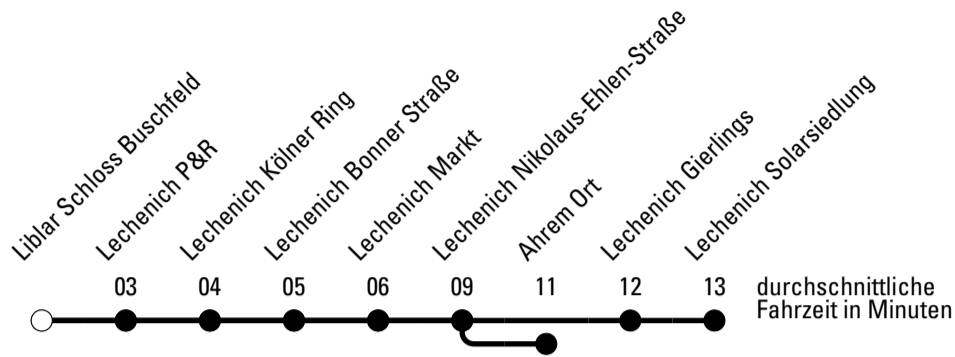 Liblar Schloss Buschfeld
Lechenich P&R
Lechenich Kölner Ring
Lechenich Bonner Straße
Lechenich Markt
Lechenich Nikolaus-Ehlen-Straße
Ahrem Ort
Lechenich Gierlings
Lechenich Solarsiedlung
03 04 05 06 09 11 12 13 durchschnittliche
Fahrzeit in Minuten